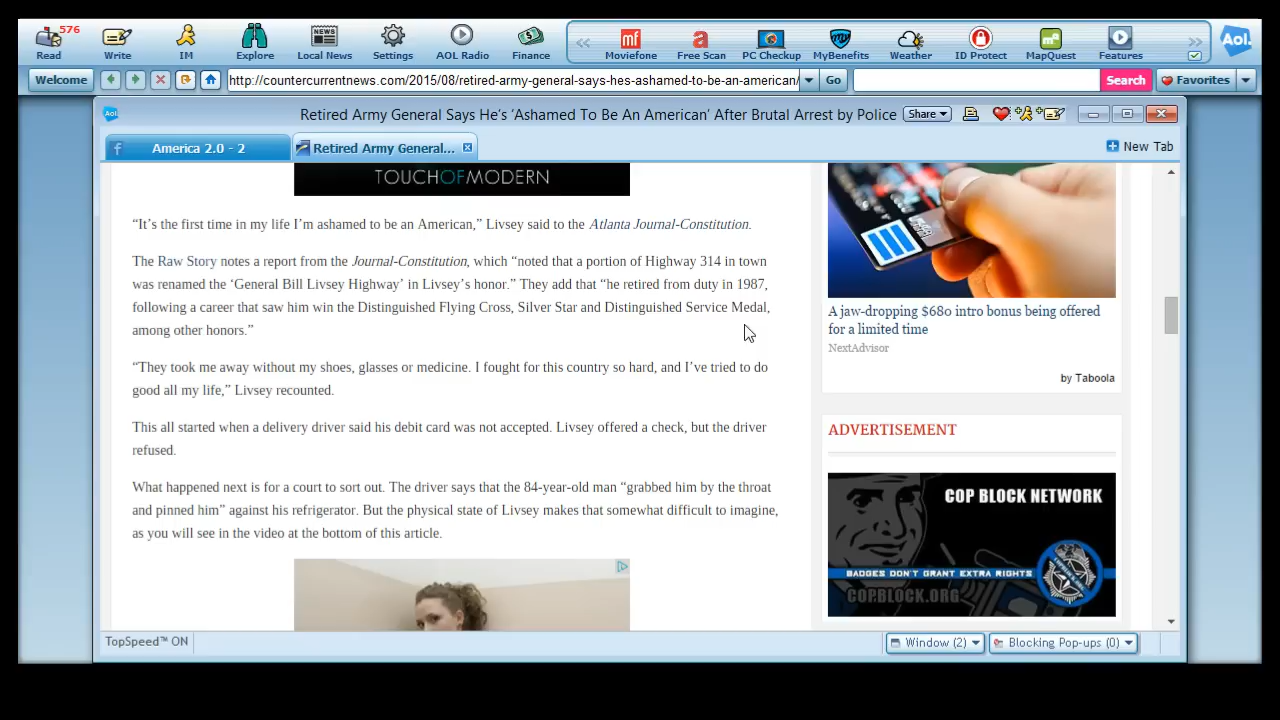 576
Read
Write
IM
Explore
NEWS
Local News
Settings
AOL Radio
Finance
mf
Moviefone
a
Free Scan
PC Checkup
my
MyBenefits
Weather
ID Protect
m
MapQuest
Features
Aol.
Welcome
http://countercurrentnews.com/2015/08/retired-army-general-says-hes-ashamed-to-be-an-american/
Go
Search
Favorites
Aol.
Retired Army General Says He's 'Ashamed To Be An American' After Brutal Arrest by Police
Share
America 2.0 - 2
Retired Army General...
New Tab
TOUCHOFMODERN
“It’s the first time in my life I’m ashamed to be an American,” Livsey said to the Atlanta Journal-Constitution.
The Raw Story notes a report from the Journal-Constitution, which “noted that a portion of Highway 314 in town
was renamed the ‘General Bill Livsey Highway’ in Livsey’s honor.” They add that “he retired from duty in 1987,
following a career that saw him win the Distinguished Flying Cross, Silver Star and Distinguished Service Medal,
among other honors.”
“They took me away without my shoes, glasses or medicine. I fought for this country so hard, and I’ve tried to do
good all my life,” Livsey recounted.
This all started when a delivery driver said his debit card was not accepted. Livsey offered a check, but the driver
refused.
What happened next is for a court to sort out. The driver says that the 84-year-old man “grabbed him by the throat
and pinned him” against his refrigerator. But the physical state of Livsey makes that somewhat difficult to imagine,
as you will see in the video at the bottom of this article.
A jaw-dropping $680 intro bonus being offered
for a limited time
NextAdvisor
by Taboola
ADVERTISEMENT
COP BLOCK NETWORK
BADGES DON'T GRANT EXTRA RIGHTS
COPBLOCK.ORG
TopSpeed™ ON
Window (2)
Blocking Pop-ups (0)